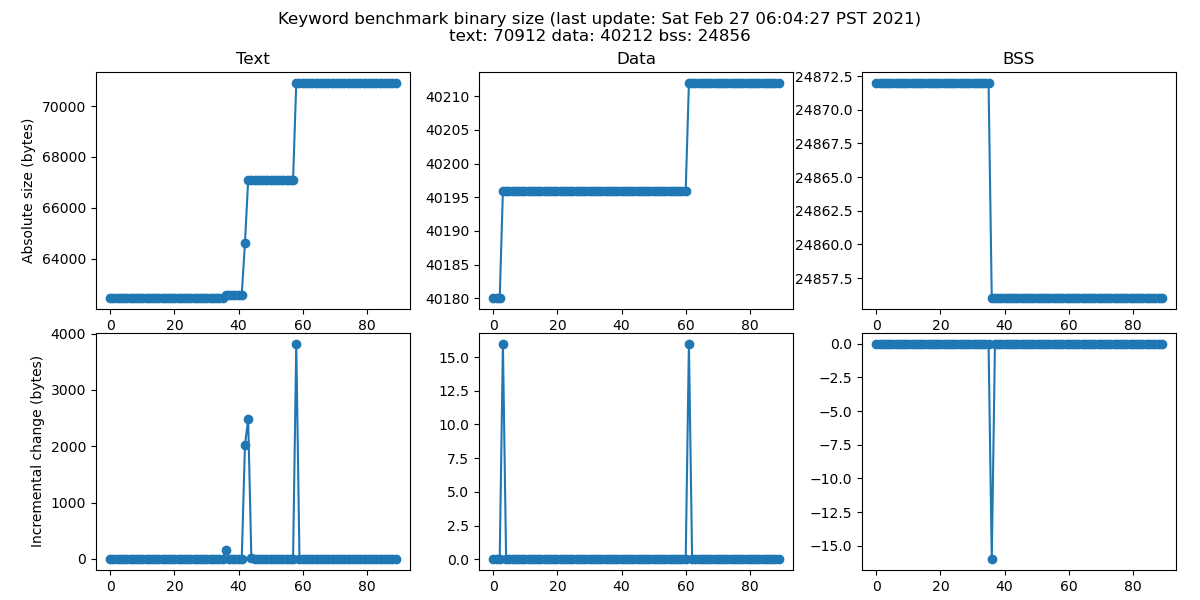 Keyword benchmark binary size (last update: Sat Feb 27 06:04:27 PST 2021)
text: 70912 data: 40212 bss: 24856
Text
Absolute size (bytes)
70000
68000
66000
64000
0 20 40 60 80
Data
40210
40205
40200
40195
40190
40185
40180
0 20 40 60 80
BSS
24872.5
24870.0
24867.5
24865.0
24862.5
24860.0
24857.5
0 20 40 60 80
Incremental change (bytes)
4000
3000
2000
1000
0
0 20 40 60 80
15.0
12.5
10.0
7.5
5.0
2.5
0.0
0 20 40 60 80
0.0
−2.5
−5.0
−7.5
−10.0
−12.5
−15.0
0 20 40 60 80